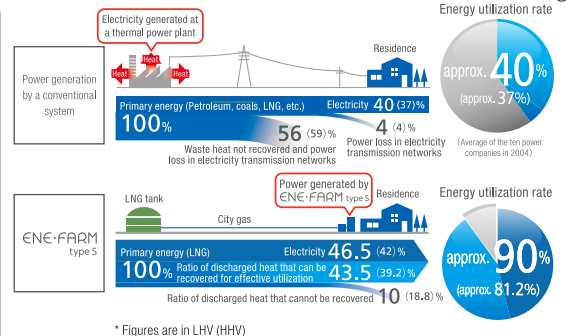 Energy utilization rate
Electricity generated at
a thermal power plant
Heat
Heat
Heat
Residence
Power generation
by a conventional
system
Primary energy (Petroleum, coals, LNG, etc.)
100%
Electricity 40 (37)%
56 (59)%
Waste heat not recovered and power
loss in electricity transmission networks
4 (4)%
Power loss in electricity
transmission networks
approx. 40%
(approx. 37%)
(Average of the ten power
companies in 2004)
Energy utilization rate
Power generated by
ENE·FARM type S
LNG tank
City gas
Residence
ENE·FARM
type S
Primary energy (LNG)
100%
Electricity 46.5 (42)%
Ratio of discharged heat that can be
recovered for effective utilization
43.5 (39.2)%
Ratio of discharged heat that cannot be recovered
10 (18.8)%
approx. 90%
(approx. 81.2%)
* Figures are in LHV (HHV)